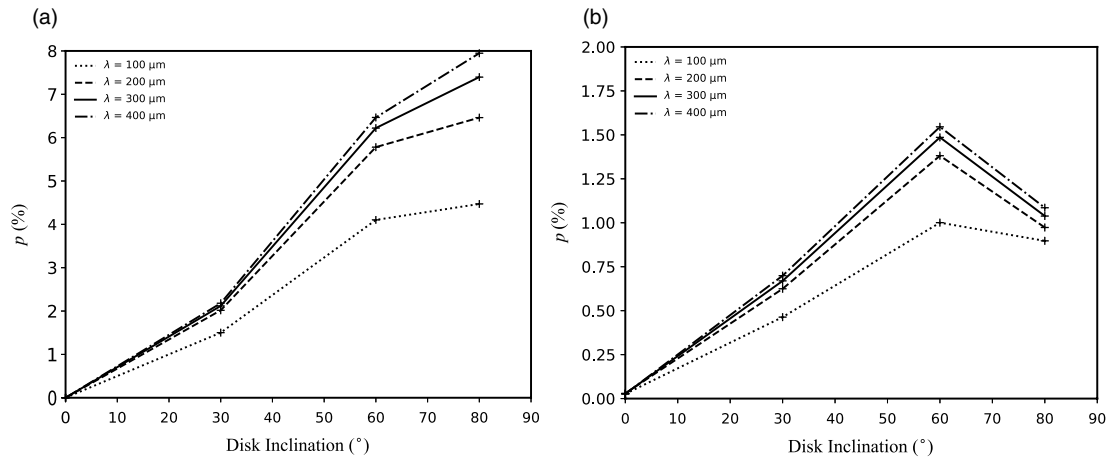 (a)
8
7
6
5
4
3
2
1
0
p (%)
λ = 100 μm
λ = 200 μm
λ = 300 μm
λ = 400 μm
0 10 20 30 40 50 60 70 80 90
Disk Inclination (°)
(b)
2.00
1.75
1.50
1.25
1.00
0.75
0.50
0.25
0.00
p (%)
λ = 100 μm
λ = 200 μm
λ = 300 μm
λ = 400 μm
0 10 20 30 40 50 60 70 80 90
Disk Inclination (°)